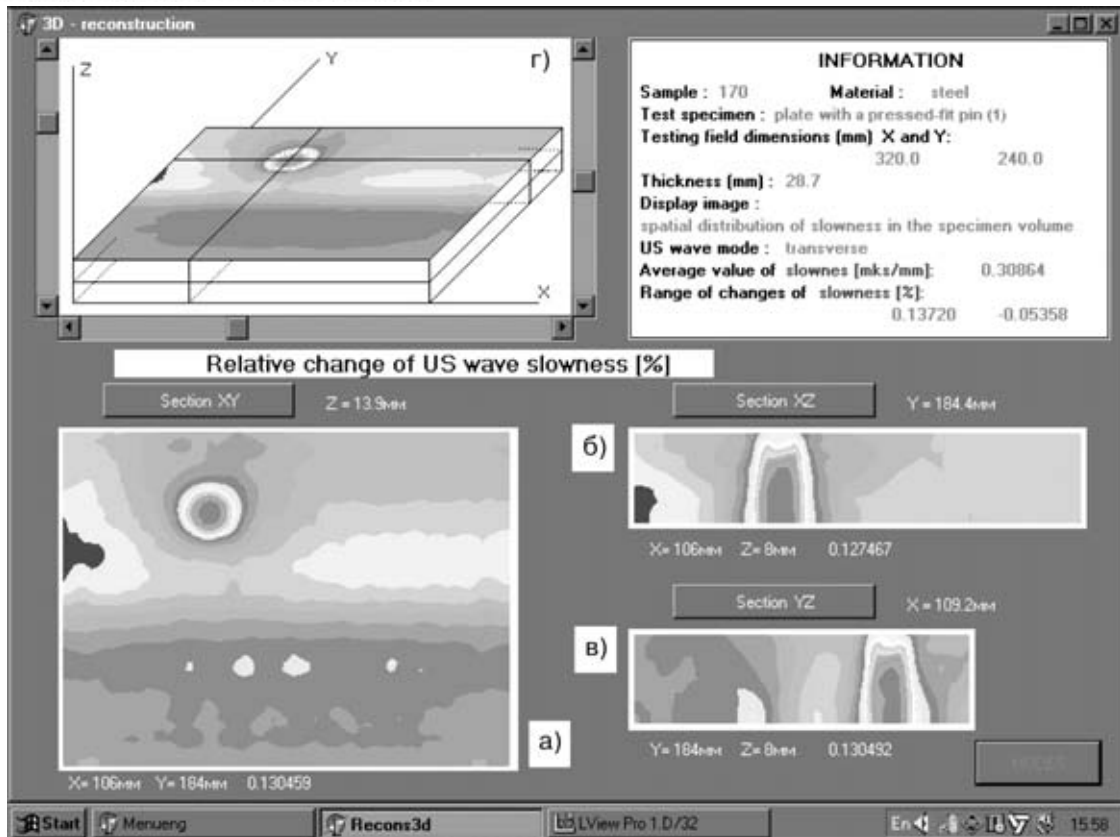 3D - reconstruction
Z
Y
г)
X
INFORMATION
Sample : 170 Material : steel
Test specimen : plate with a pressed-fit pin (1)
Testing field dimensions (mm) X and Y:
320.0 240.0
Thickness (mm) : 28.7
Display image :
spatial distribution of slowness in the specimen volume
US wave mode : transverse
Average value of slownes [mks/mm]: 0.30864
Range of changes of slowness [%]:
0.13720 -0.05358
Relative change of US wave slowness [%]
Section XY Z = 13.9мм
а)
X= 106мм Y= 184мм 0.130459
Section XZ Y = 184.4мм
б)
X= 106мм Z= 8мм 0.127467
Section YZ X = 109.2мм
в)
Y= 184мм Z= 8мм 0.130492
Start Menueng Recons3d LView Pro 1.D/32 En 15:58